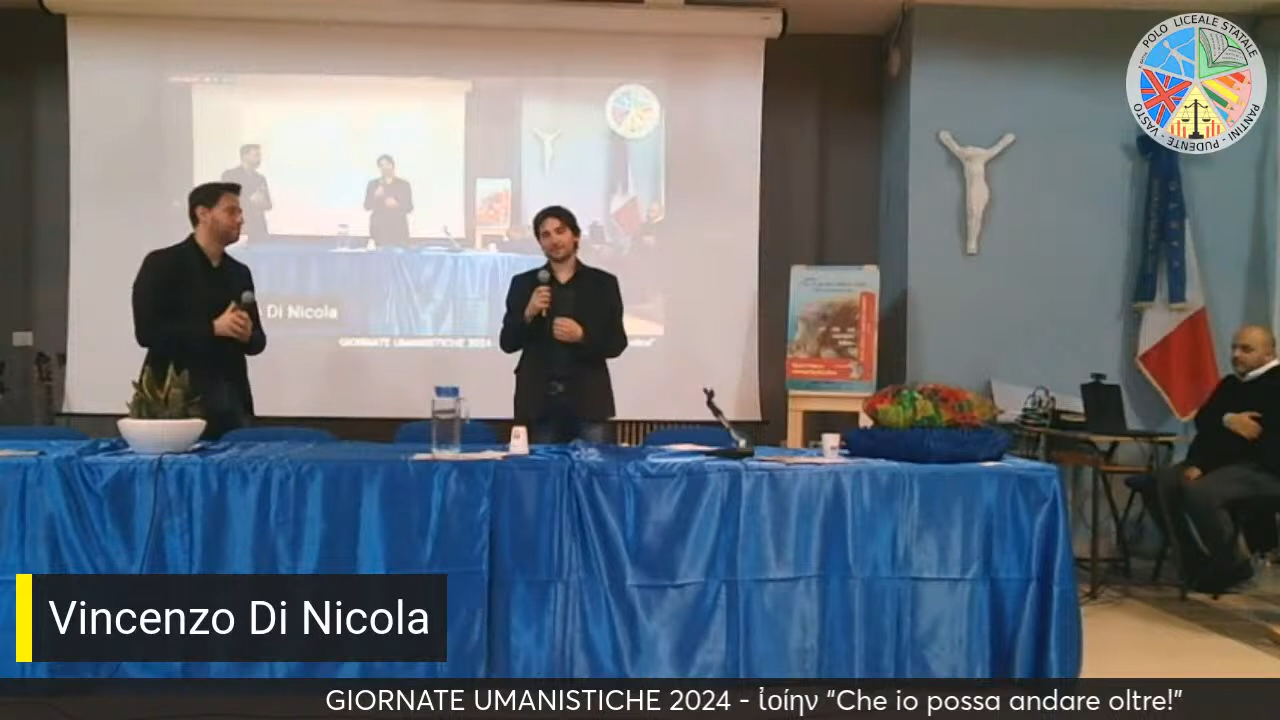 POLO LICEALE STATALE
PANTINI - PUDENTE - VASTO
Di Nicola
GIORNATE UMANISTICHE 2024
Vincenzo Di Nicola
GIORNATE UMANISTICHE 2024 - ἰοίην “Che io possa andare oltre!”